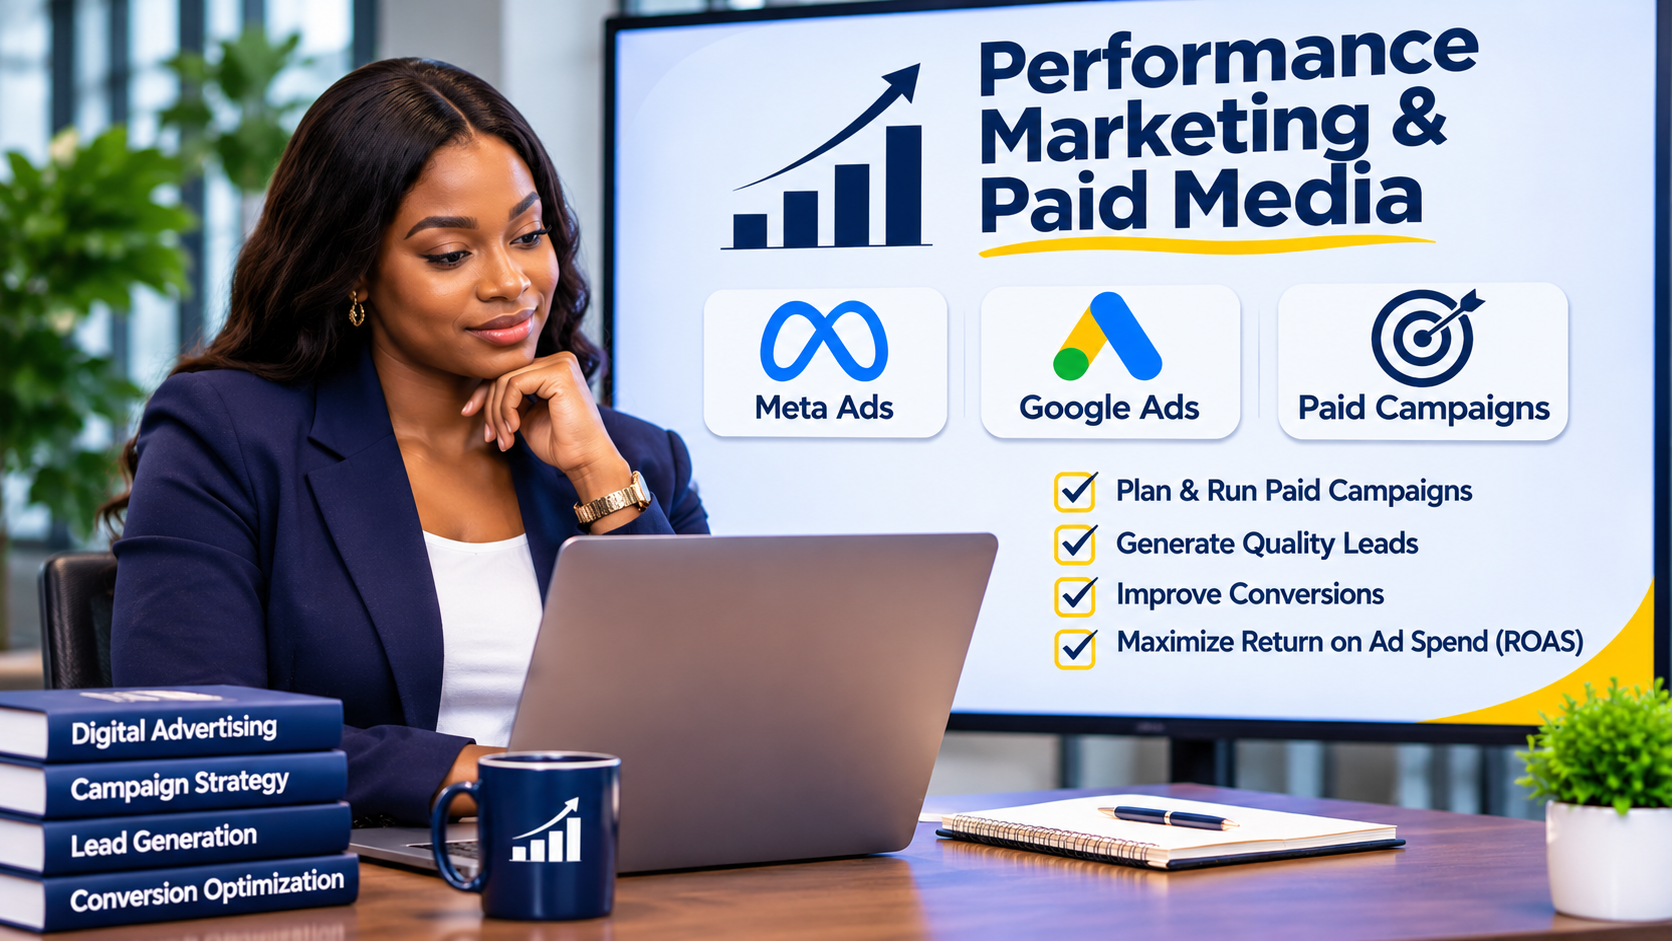 Performance
Marketing &
Paid Media
Meta Ads
Google Ads
Paid Campaigns
Plan & Run Paid Campaigns
Generate Quality Leads
Improve Conversions
Maximize Return on Ad Spend (ROAS)
Digital Advertising
Campaign Strategy
Lead Generation
Conversion Optimization